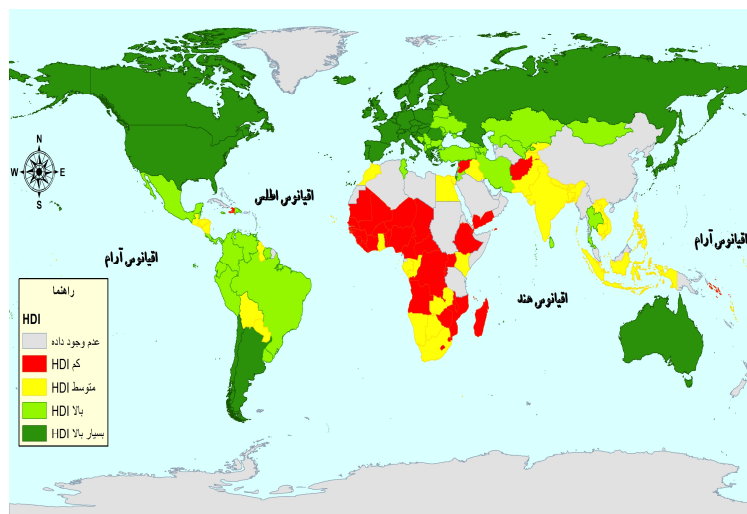 N
W E
S
اقیانوس اطلس
اقیانوس آرام
اقیانوس آرام
اقیانوس هند
راهنما
HDI
عدم وجود داده
کم HDI
متوسط HDI
بالا HDI
بسیار بالا HDI